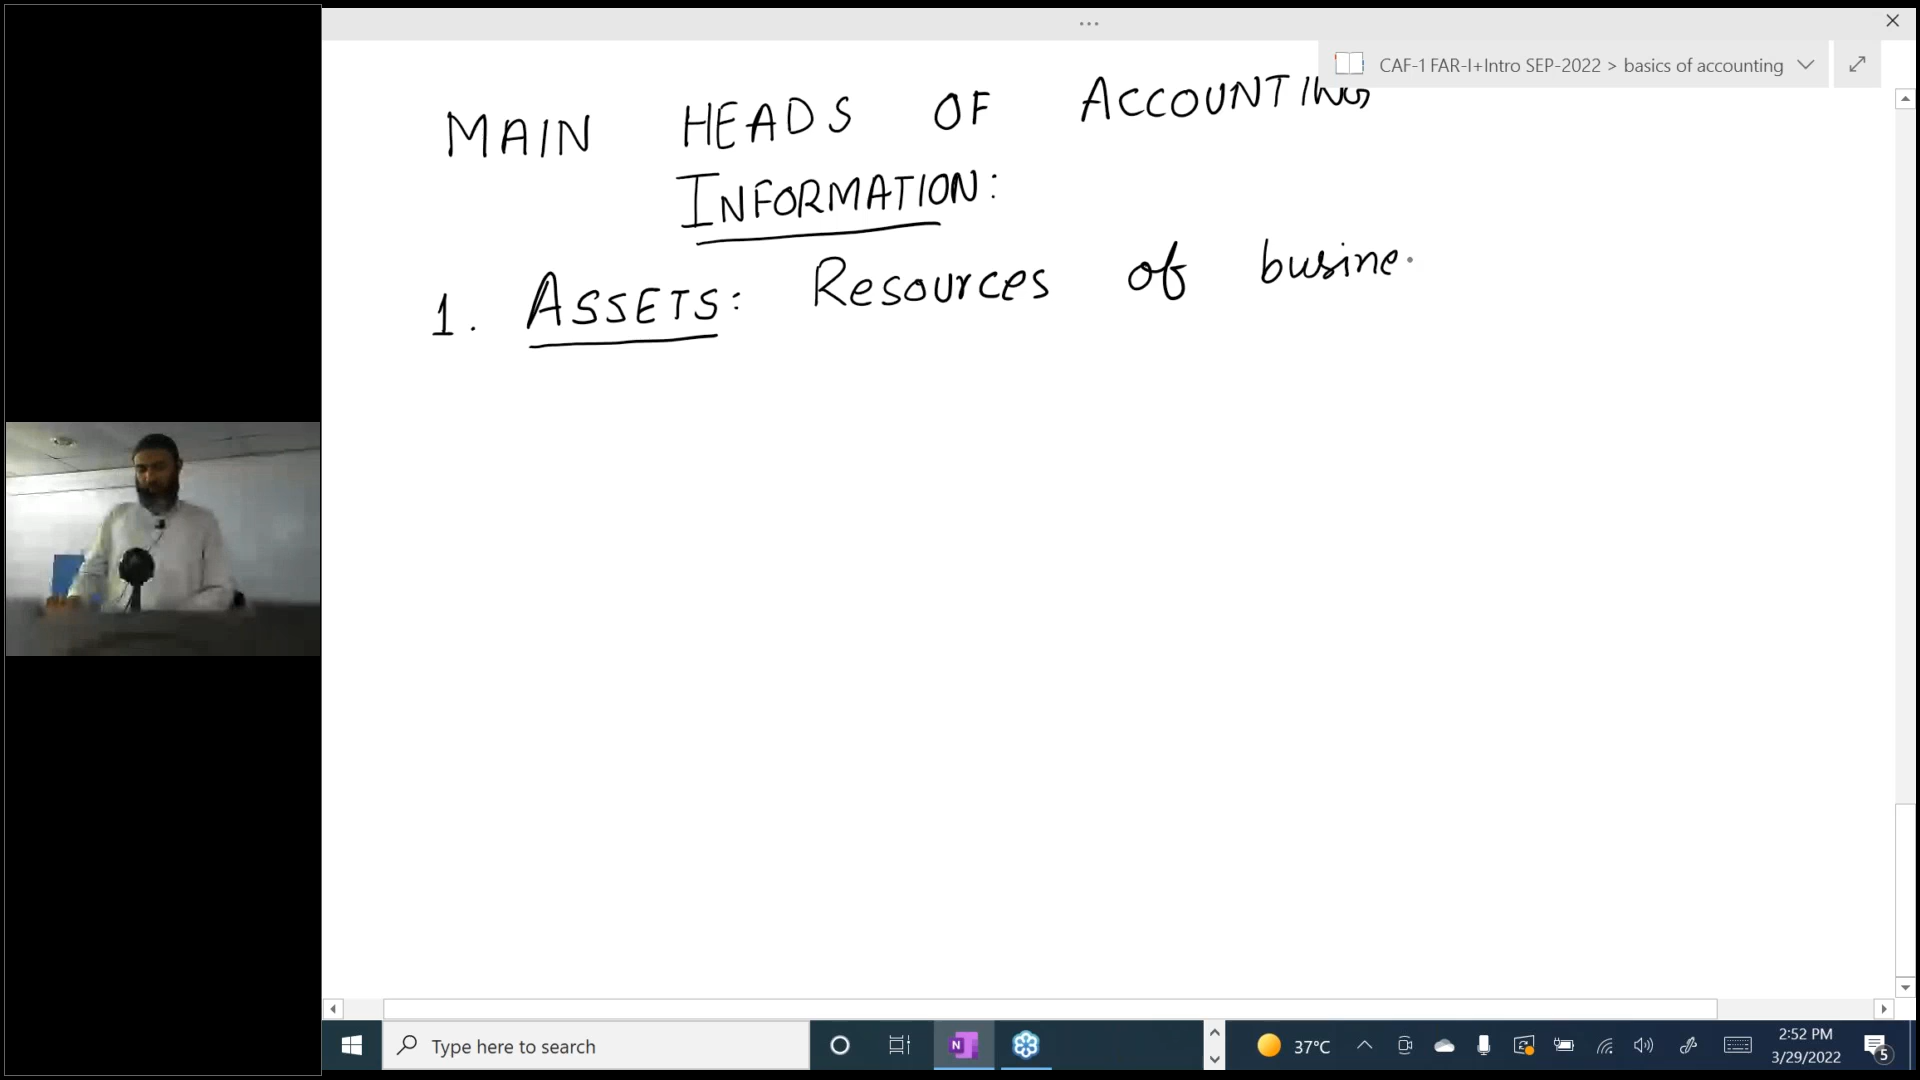 CAF-1 FAR-I+Intro SEP-2022 > basics of accounting
MAIN HEADS OF ACCOUNTING
INFORMATION:
1. ASSETS: Resources of busine
Type here to search
N
37°C
2:52 PM
3/29/2022
5